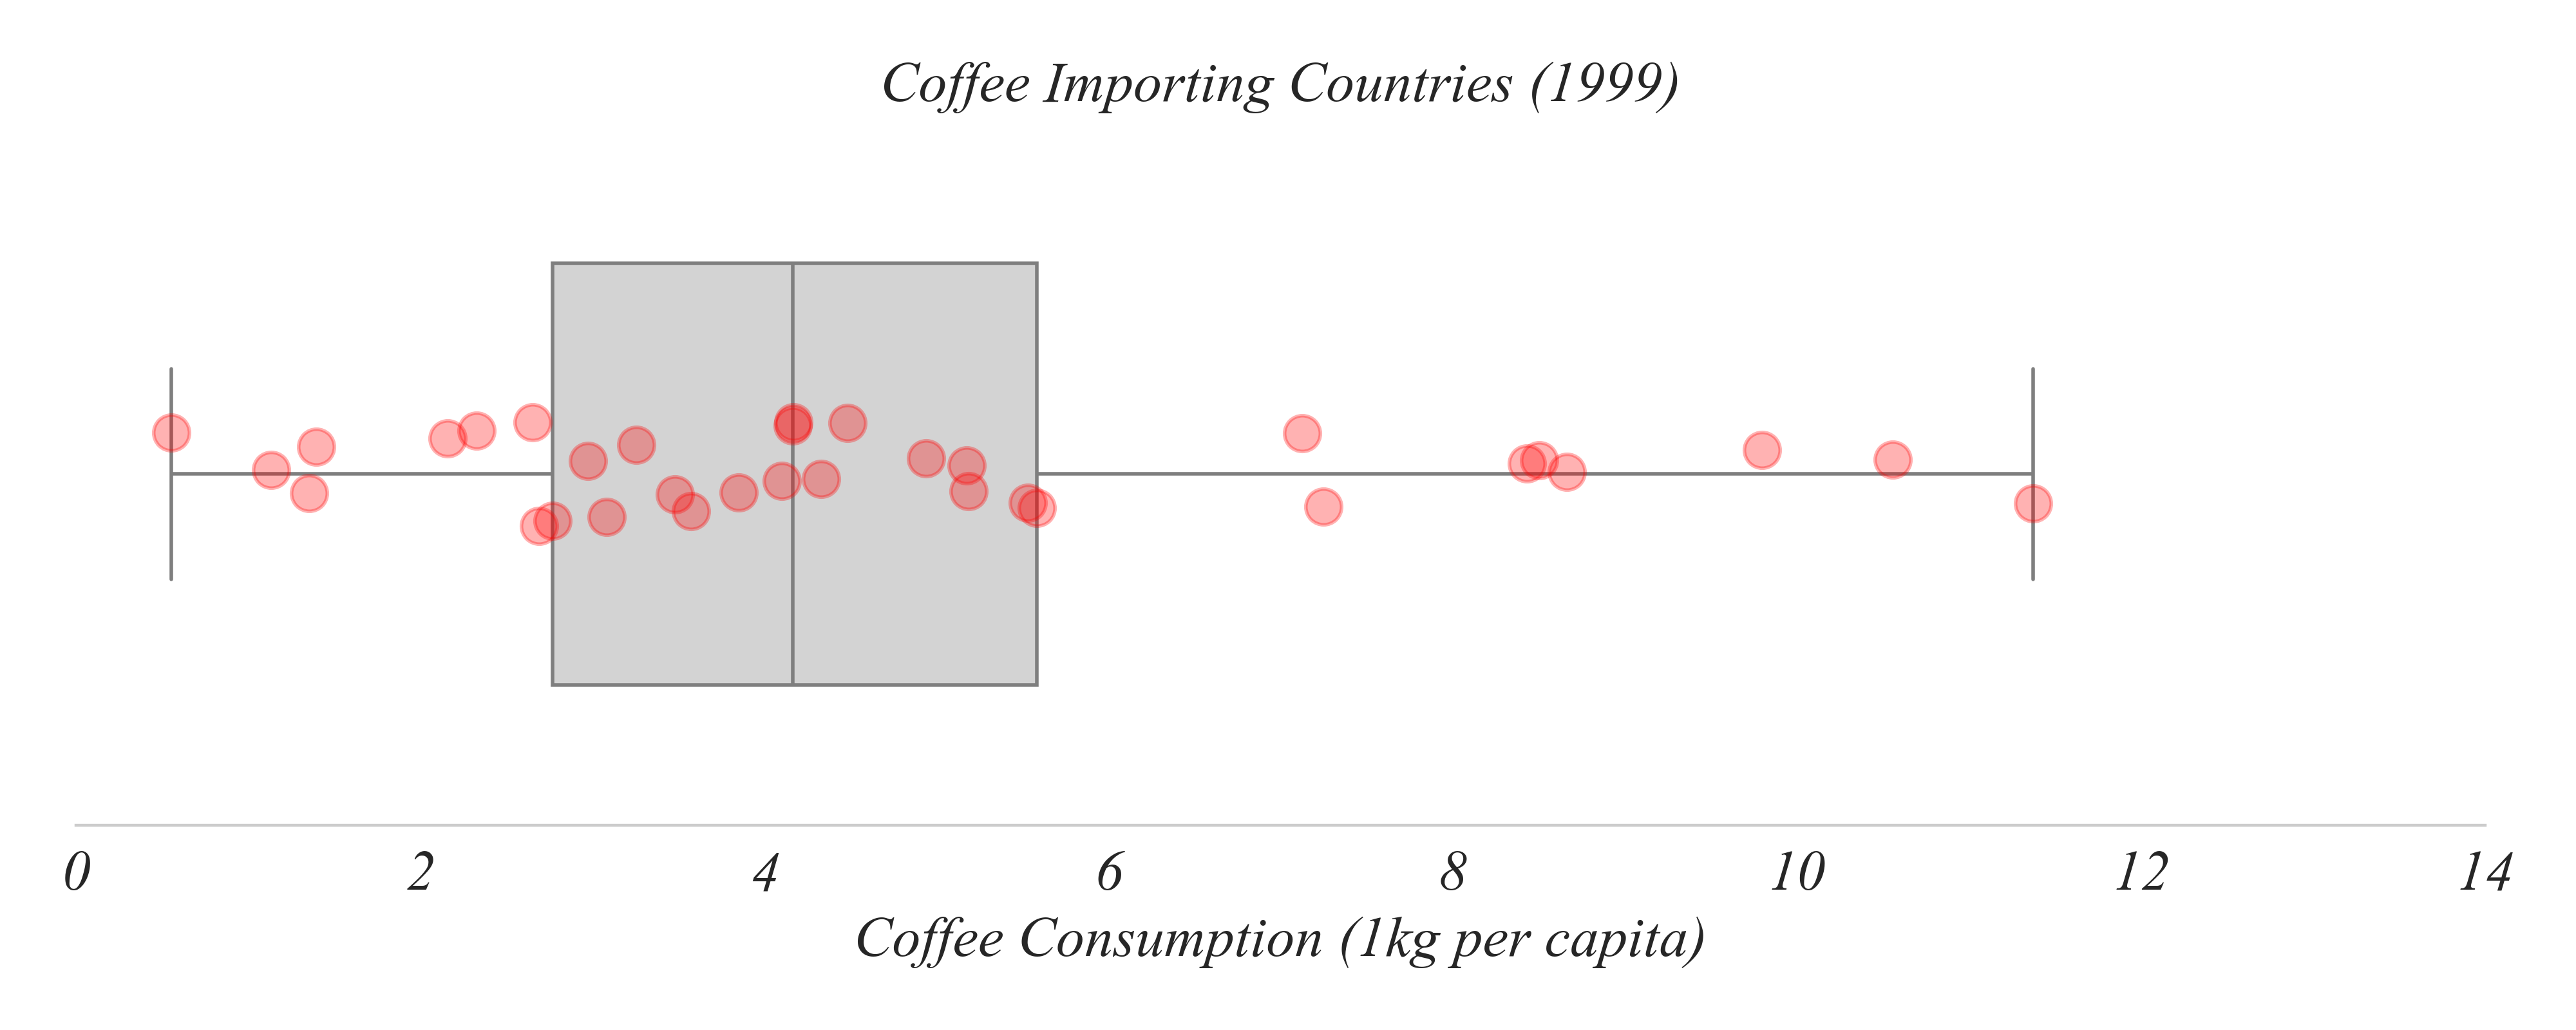 Coffee Importing Countries (1999)
0 2 4 6 8 10 12 14
Coffee Consumption (1kg per capita)